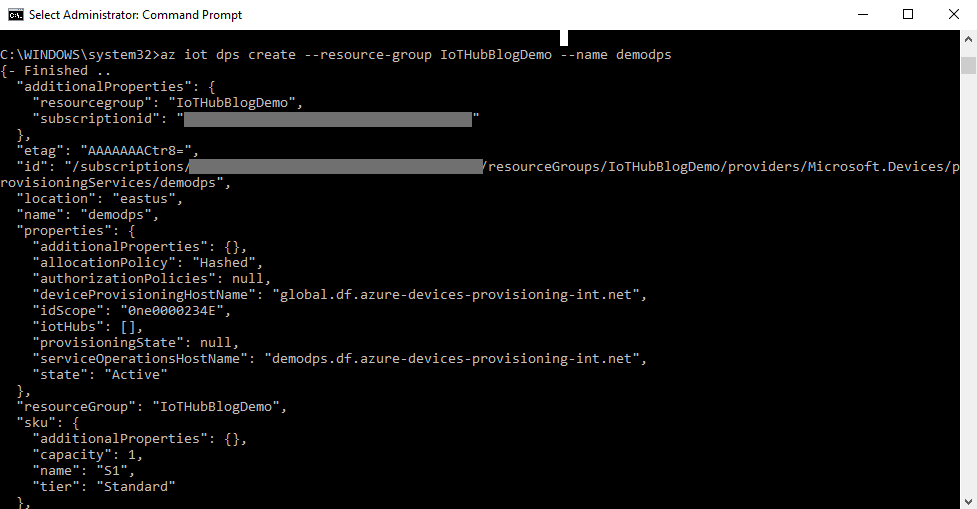 Select Administrator: Command Prompt
C:\WINDOWS\system32>az iot dps create --resource-group IoTHubBlogDemo --name demodps
{- Finished ..
  "additionalProperties": {
    "resourcegroup": "IoTHubBlogDemo",
    "subscriptionid": " "
  },
  "etag": "AAAAAAACtr8=",
  "id": "/subscriptions/ /resourceGroups/IoTHubBlogDemo/providers/Microsoft.Devices/p
rovisioningServices/demodps",
  "location": "eastus",
  "name": "demodps",
  "properties": {
    "additionalProperties": {},
    "allocationPolicy": "Hashed",
    "authorizationPolicies": null,
    "deviceProvisioningHostName": "global.df.azure-devices-provisioning-int.net",
    "idScope": "0ne0000234E",
    "iotHubs": [],
    "provisioningState": null,
    "serviceOperationsHostName": "demodps.df.azure-devices-provisioning-int.net",
    "state": "Active"
  },
  "resourceGroup": "IoTHubBlogDemo",
  "sku": {
    "additionalProperties": {},
    "capacity": 1,
    "name": "S1",
    "tier": "Standard"
  },